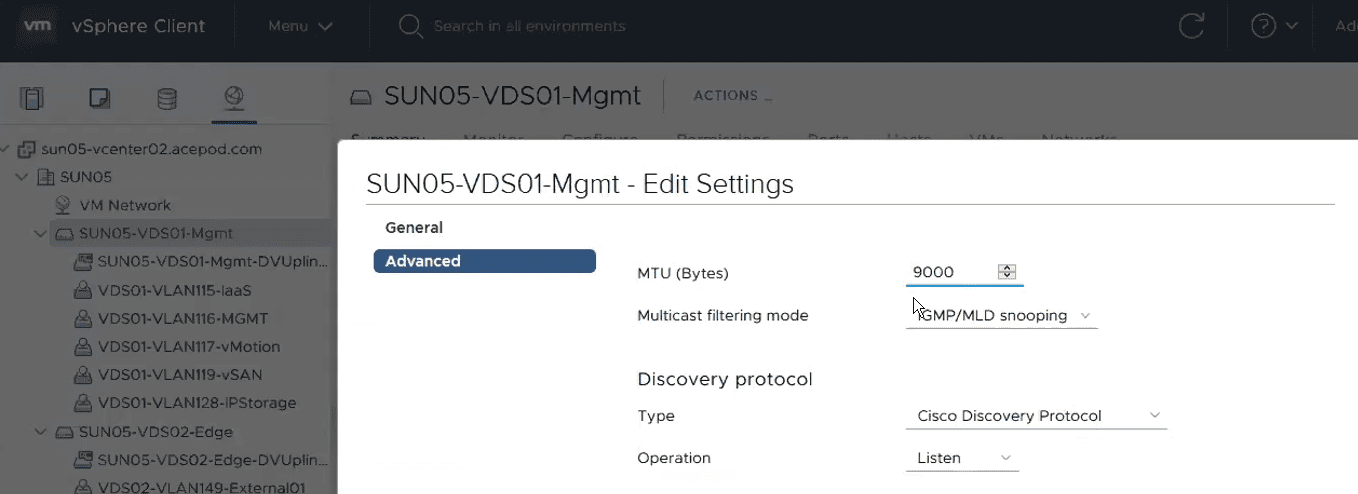 vm vSphere Client Menu Search in all environments
SUN05-VDS01-Mgmt ACTIONS
Summary Monitor Configure Permissions Ports Hosts VMs Networks
sun05-vcenter02.acepod.com
SUN05
VM Network
SUN05-VDS01-Mgmt
SUN05-VDS01-Mgmt-DVUplin...
VDS01-VLAN115-IaaS
VDS01-VLAN116-MGMT
VDS01-VLAN117-vMotion
VDS01-VLAN119-vSAN
VDS01-VLAN128-IPStorage
SUN05-VDS02-Edge
SUN05-VDS02-Edge-DVUplin...
VDS02-VLAN149-External01
SUN05-VDS01-Mgmt - Edit Settings
General
Advanced
MTU (Bytes) 9000
Multicast filtering mode IGMP/MLD snooping
Discovery protocol
Type Cisco Discovery Protocol
Operation Listen